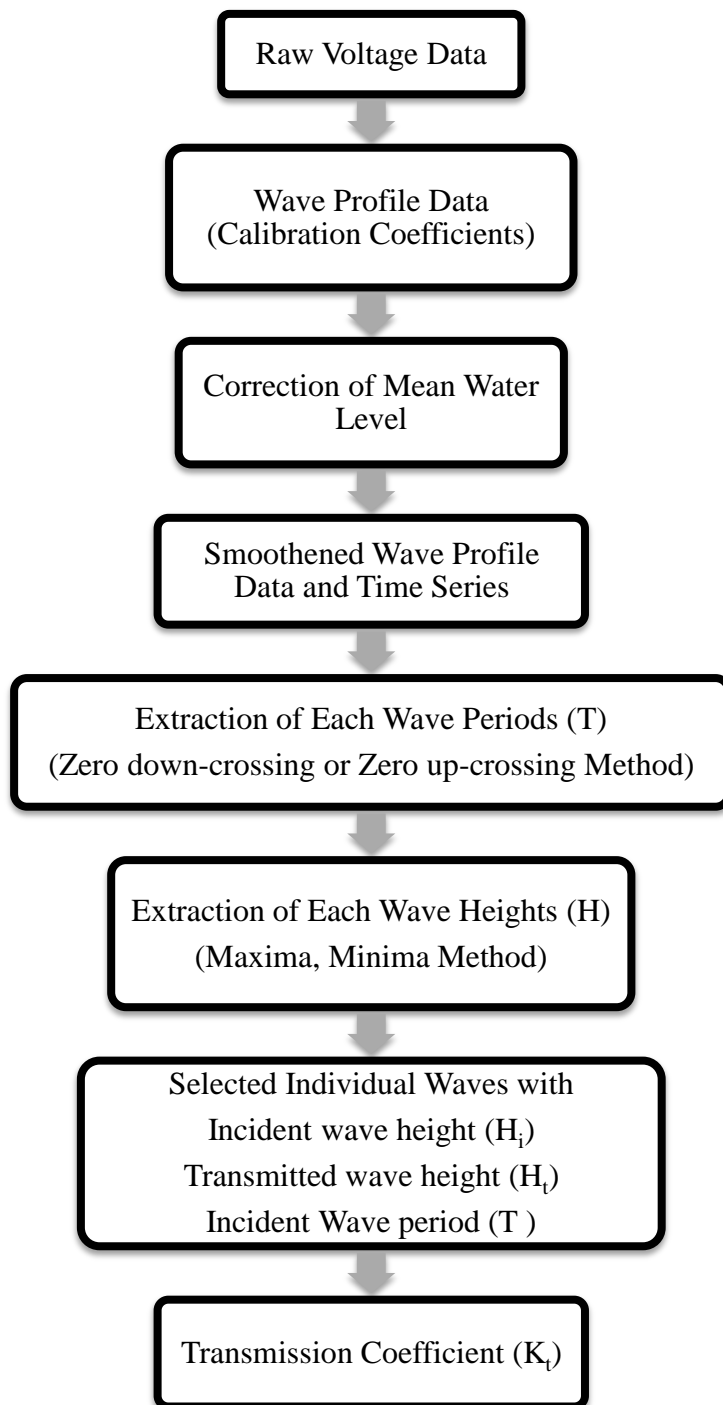 Raw Voltage Data
Wave Profile Data
(Calibration Coefficients)
Correction of Mean Water
Level
Smoothened Wave Profile
Data and Time Series
Extraction of Each Wave Periods (T)
(Zero down-crossing or Zero up-crossing Method)
Extraction of Each Wave Heights (H)
(Maxima, Minima Method)
Selected Individual Waves with
Incident wave height (Hᵢ)
Transmitted wave height (Hₜ)
Incident Wave period (T )
Transmission Coefficient (Kₜ)